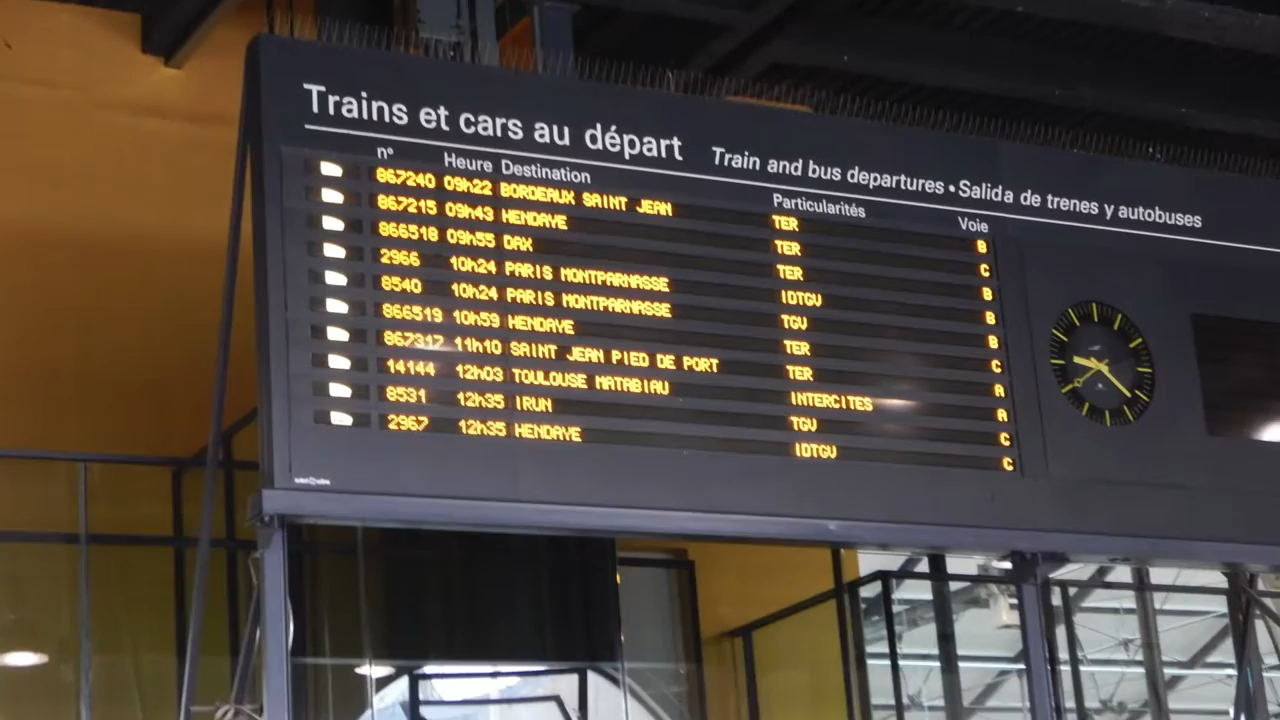 Trains et cars au départ Train and bus departures • Salida de trenes y autobuses
n° Heure Destination Particularités Voie
867240 09h22 BORDEAUX SAINT JEAN TER B
867215 09h43 HENDAYE TER C
866518 09h55 DAX TER B
2966 10h24 PARIS MONTPARNASSE IDTGV B
8540 10h24 PARIS MONTPARNASSE TGV B
866519 10h59 HENDAYE TER C
867317 11h10 SAINT JEAN PIED DE PORT TER A
14144 12h03 TOULOUSE MATABIAU INTERCITES A
8531 12h35 IRUN TGV C
2967 12h35 HENDAYE IDTGV C